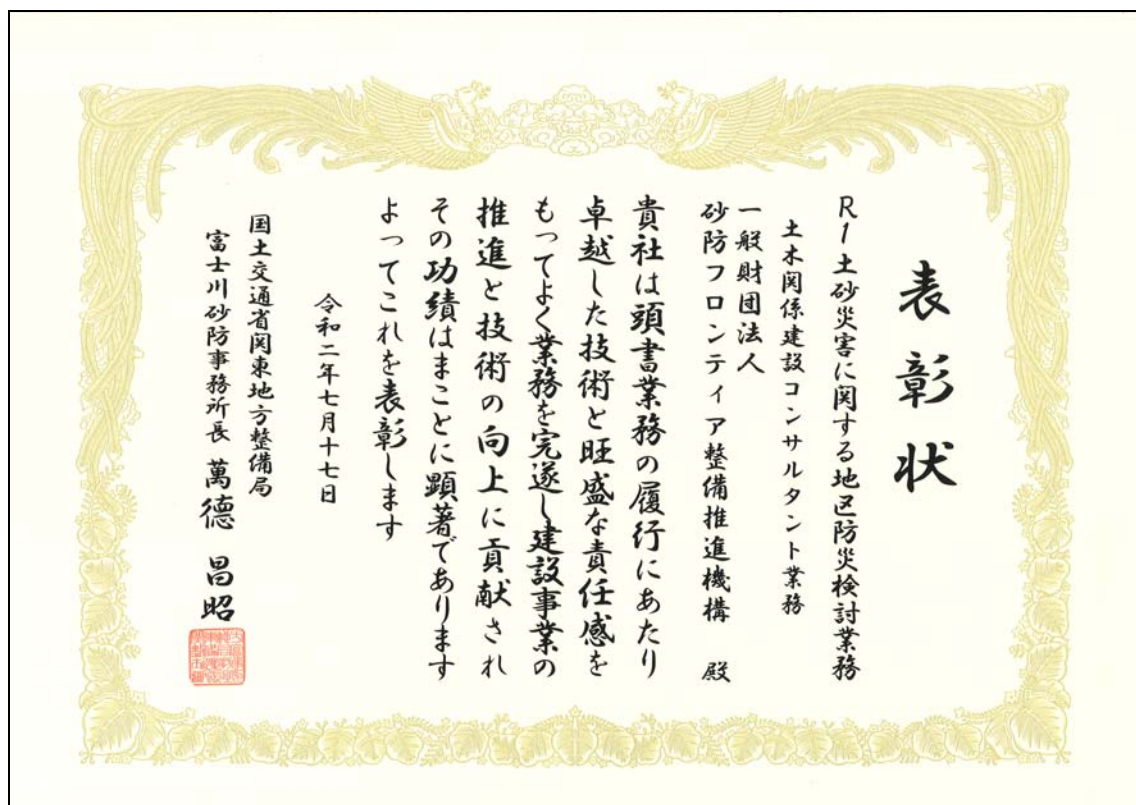 表彰状
R1土砂災害に関する地区防災検討業務
土木関係建設コンサルタント業務
一般財団法人
砂防フロンティア整備推進機構 殿
貴社は頭書業務の履行にあたり
卓越した技術と旺盛な責任感を
もってよく業務を完遂し建設事業の
推進と技術の向上に貢献され
その功績はまことに顕著であります
よってこれを表彰します
令和二年七月十七日
国土交通省関東地方整備局
富士川砂防事務所長 萬德 昌昭